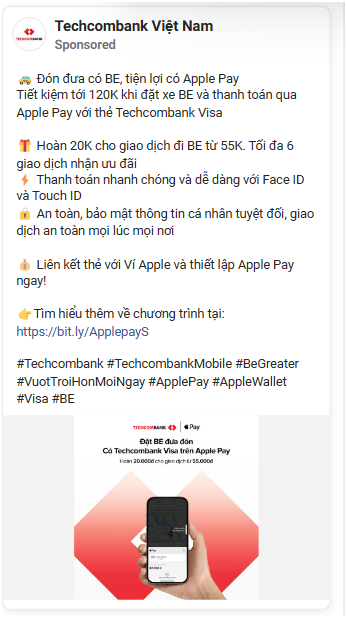 Techcombank Việt Nam
Sponsored
🚕 Đón đưa có BE, tiện lợi có Apple Pay
Tiết kiệm tới 120K khi đặt xe BE và thanh toán qua
Apple Pay với thẻ Techcombank Visa
🎁 Hoàn 20K cho giao dịch đi BE từ 55K. Tối đa 6
giao dịch nhận ưu đãi
⚡ Thanh toán nhanh chóng và dễ dàng với Face ID
và Touch ID
🔒 An toàn, bảo mật thông tin cá nhân tuyệt đối, giao
dịch an toàn mọi lúc mọi nơi
💰 Liên kết thẻ với Ví Apple và thiết lập Apple Pay
ngay!
👉 Tìm hiểu thêm về chương trình tại:
https://bit.ly/ApplepayS
#Techcombank #TechcombankMobile #BeGreater
#VuotTroiHonMoiNgay #ApplePay #AppleWallet
#Visa #BE
TECHCOMBANK Pay
Đặt BE đưa đón
Có Techcombank Visa trên Apple Pay
Hoàn 20.000đ cho giao dịch từ 55.000đ